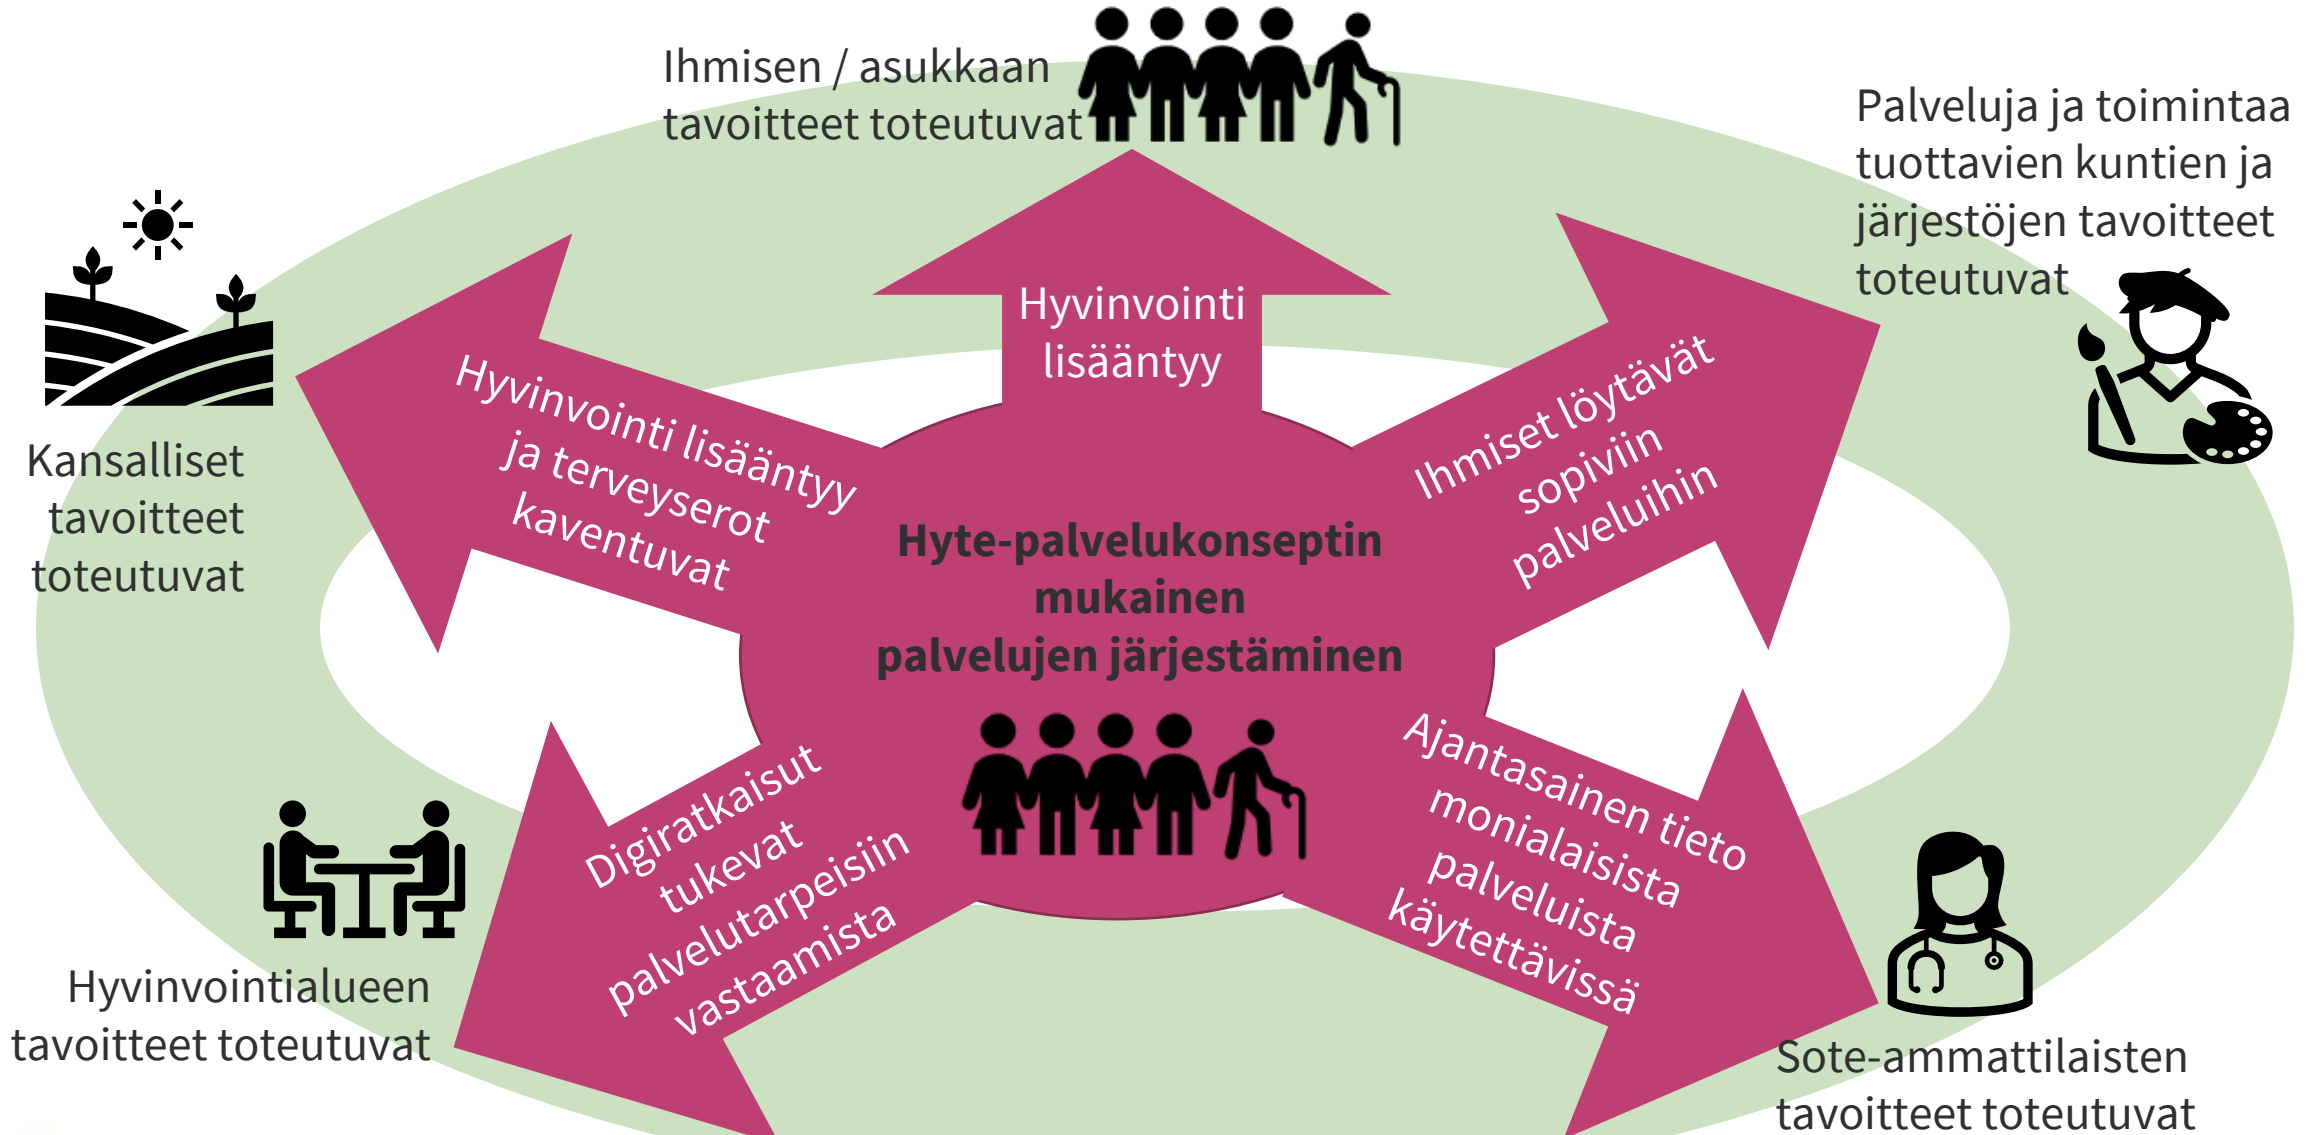 Ihmisen / asukkaan
tavoitteet toteutuvat
Palveluja ja toimintaa
tuottavien kuntien ja
järjestöjen tavoitteet
toteutuvat
Hyvinvointi
lisääntyy
Hyvinvointi lisääntyy
ja terveyserot
kaventuvat
Ihmiset löytävät
sopiviin
palveluihin
Kansalliset
tavoitteet
toteutuvat
Hyte-palvelukonseptin
mukainen
palvelujen järjestäminen
Digiratkaisut
tukevat
palvelutarpeisiin
vastaamista
Ajantasainen tieto
monialaisista
palveluista
käytettävissä
Hyvinvointialueen
tavoitteet toteutuvat
Sote-ammattilaisten
tavoitteet toteutuvat